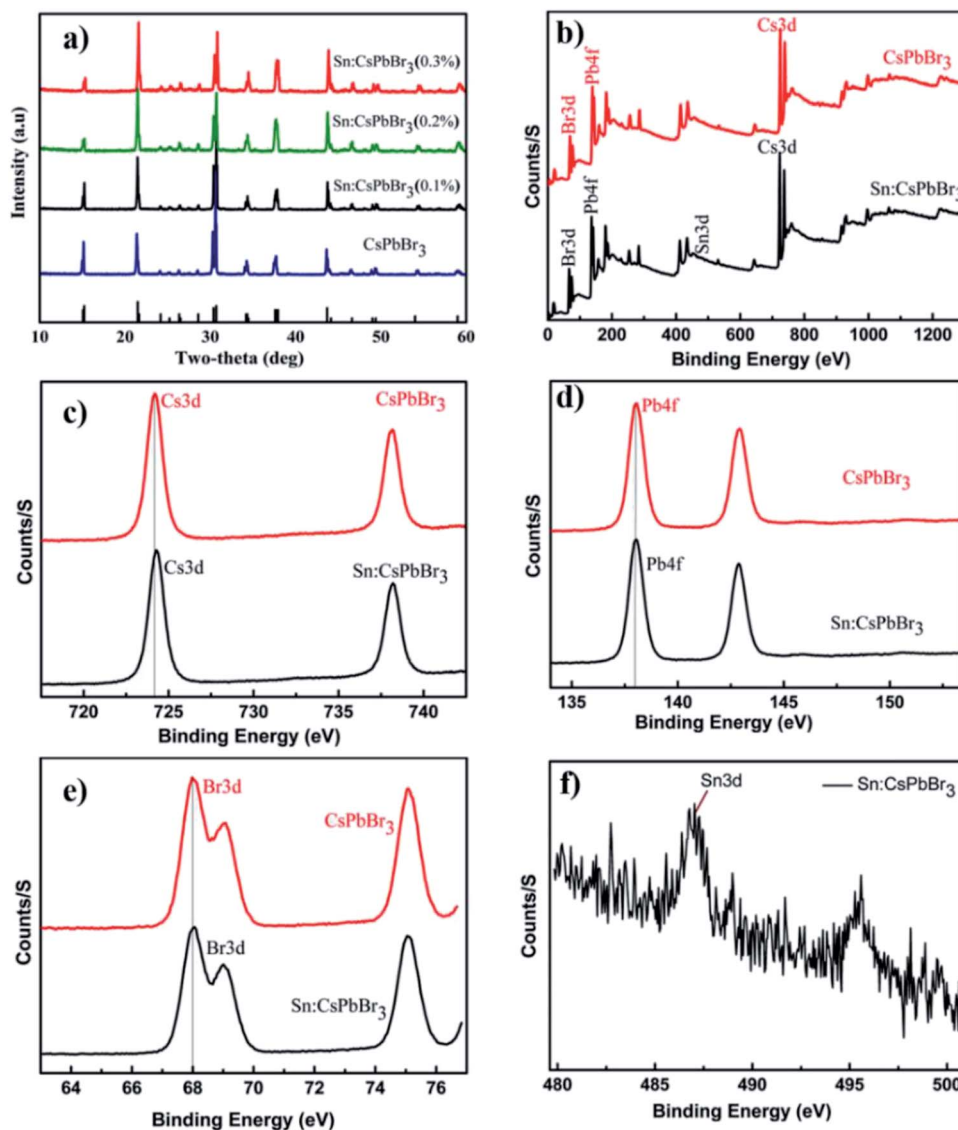 a)
Sn:CsPbBr3(0.3%)
Sn:CsPbBr3(0.2%)
Sn:CsPbBr3(0.1%)
CsPbBr3
Intensity (a.u)
10 20 30 40 50 60
Two-theta (deg)
b)
Cs3d
CsPbBr3
Pb4f
Br3d
Cs3d
Sn:CsPbBr3
Pb4f
Br3d
Sn3d
Counts/S
0 200 400 600 800 1000 1200
Binding Energy (eV)
c)
Cs3d
CsPbBr3
Cs3d
Sn:CsPbBr3
Counts/S
720 725 730 735 740
Binding Energy (eV)
d)
Pb4f
CsPbBr3
Pb4f
Sn:CsPbBr3
Counts/S
135 140 145 150
Binding Energy (eV)
e)
Br3d
CsPbBr3
Br3d
Sn:CsPbBr3
Counts/S
64 66 68 70 72 74 76
Binding Energy (eV)
f)
Sn3d
Sn:CsPbBr3
Counts/S
480 485 490 495 500
Binding Energy (eV)